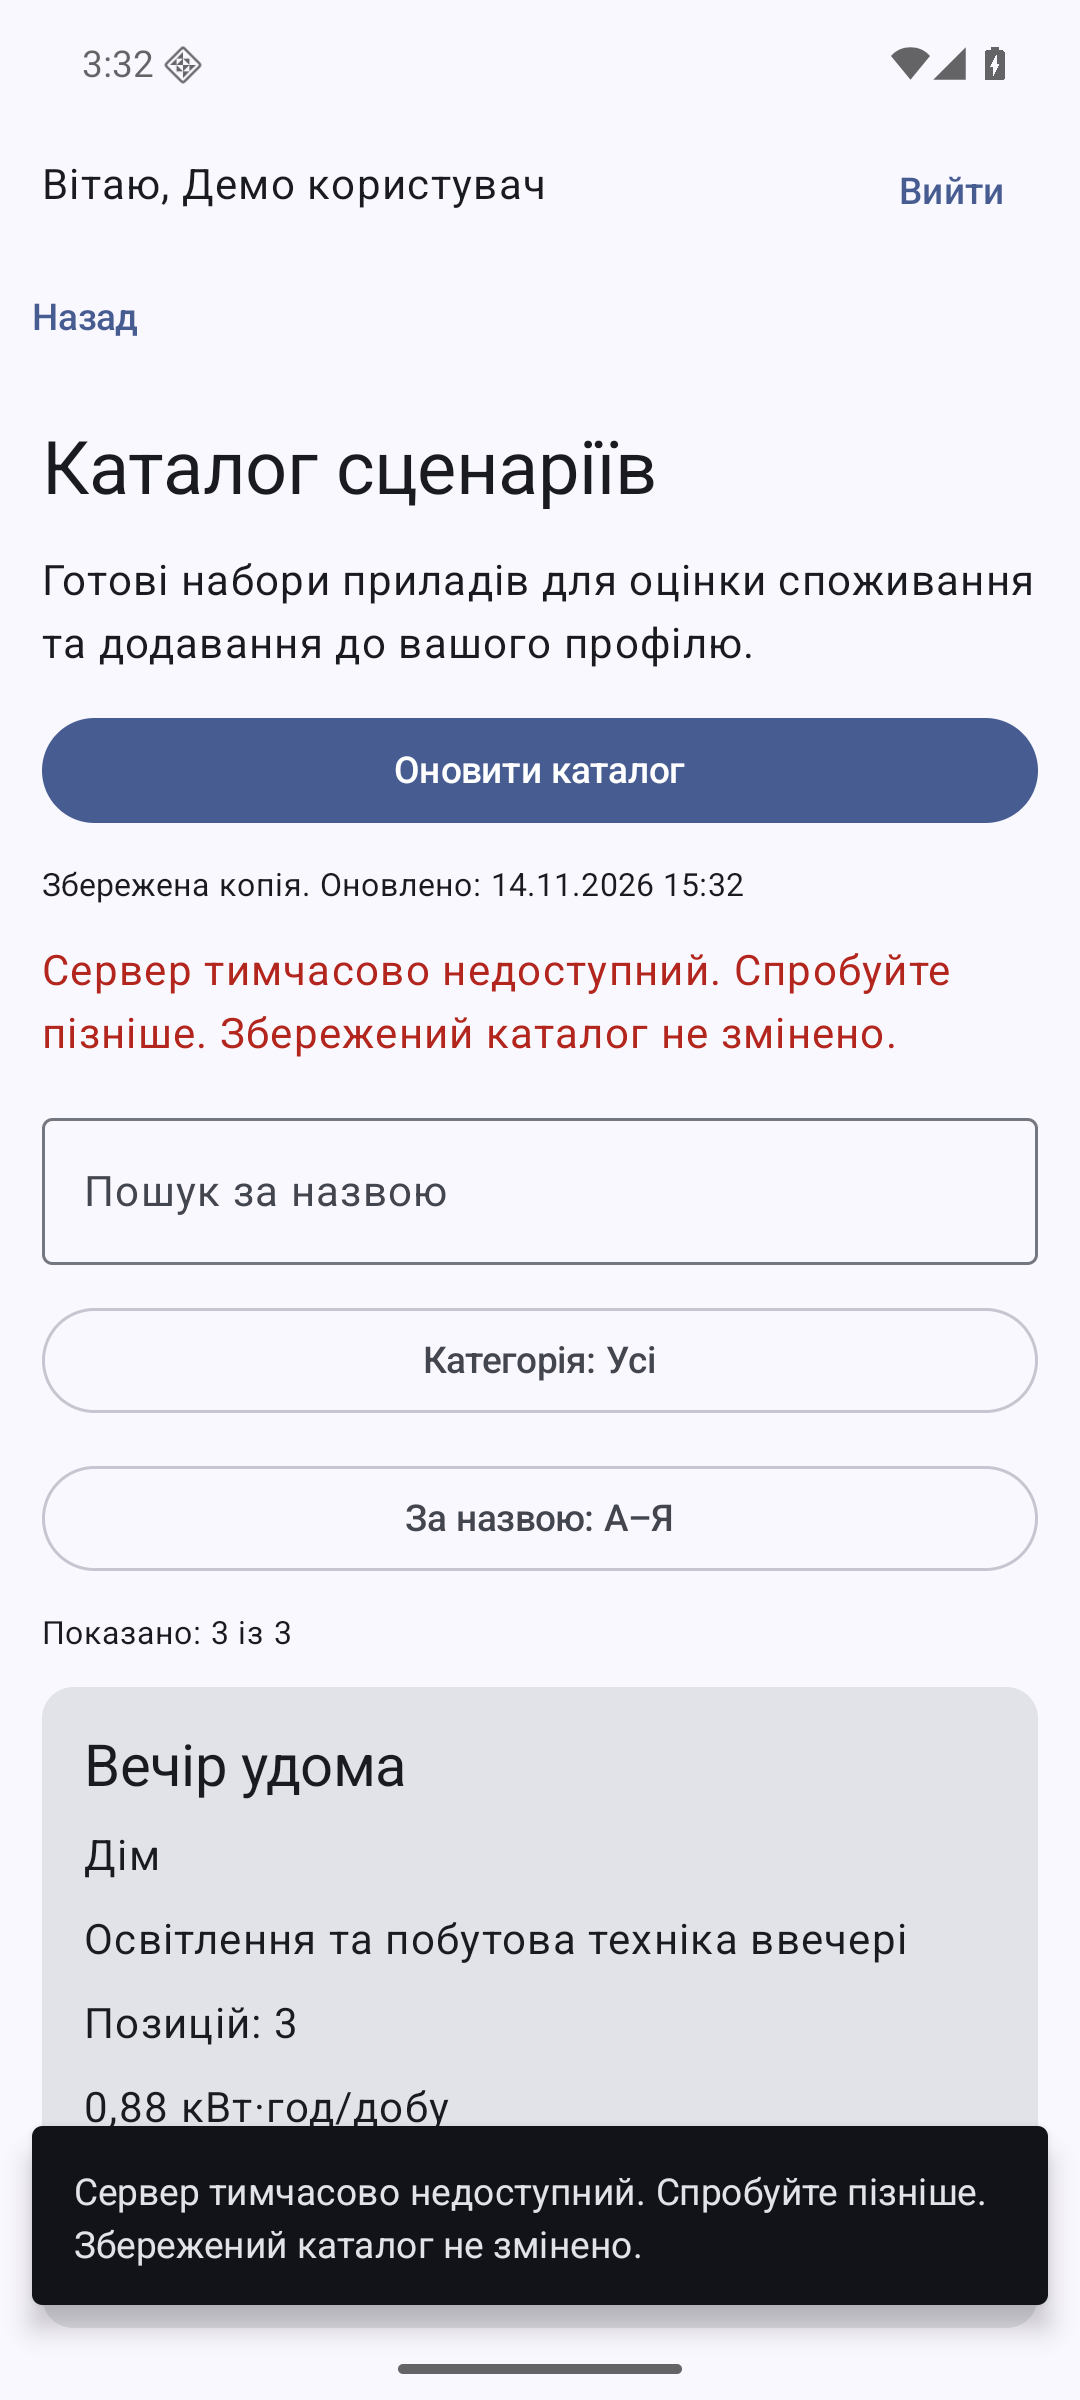 3:32
Вітаю, Демо користувач
Вийти
Назад
Каталог сценаріїв
Готові набори приладів для оцінки споживання
та додавання до вашого профілю.
Оновити каталог
Збережена копія. Оновлено: 14.11.2026 15:32
Сервер тимчасово недоступний. Спробуйте
пізніше. Збережений каталог не змінено.
Пошук за назвою
Категорія: Усі
За назвою: А–Я
Показано: 3 із 3
Вечір удома
Дім
Освітлення та побутова техніка ввечері
Позицій: 3
0,88 кВт·год/добу
Сервер тимчасово недоступний. Спробуйте пізніше.
Збережений каталог не змінено.